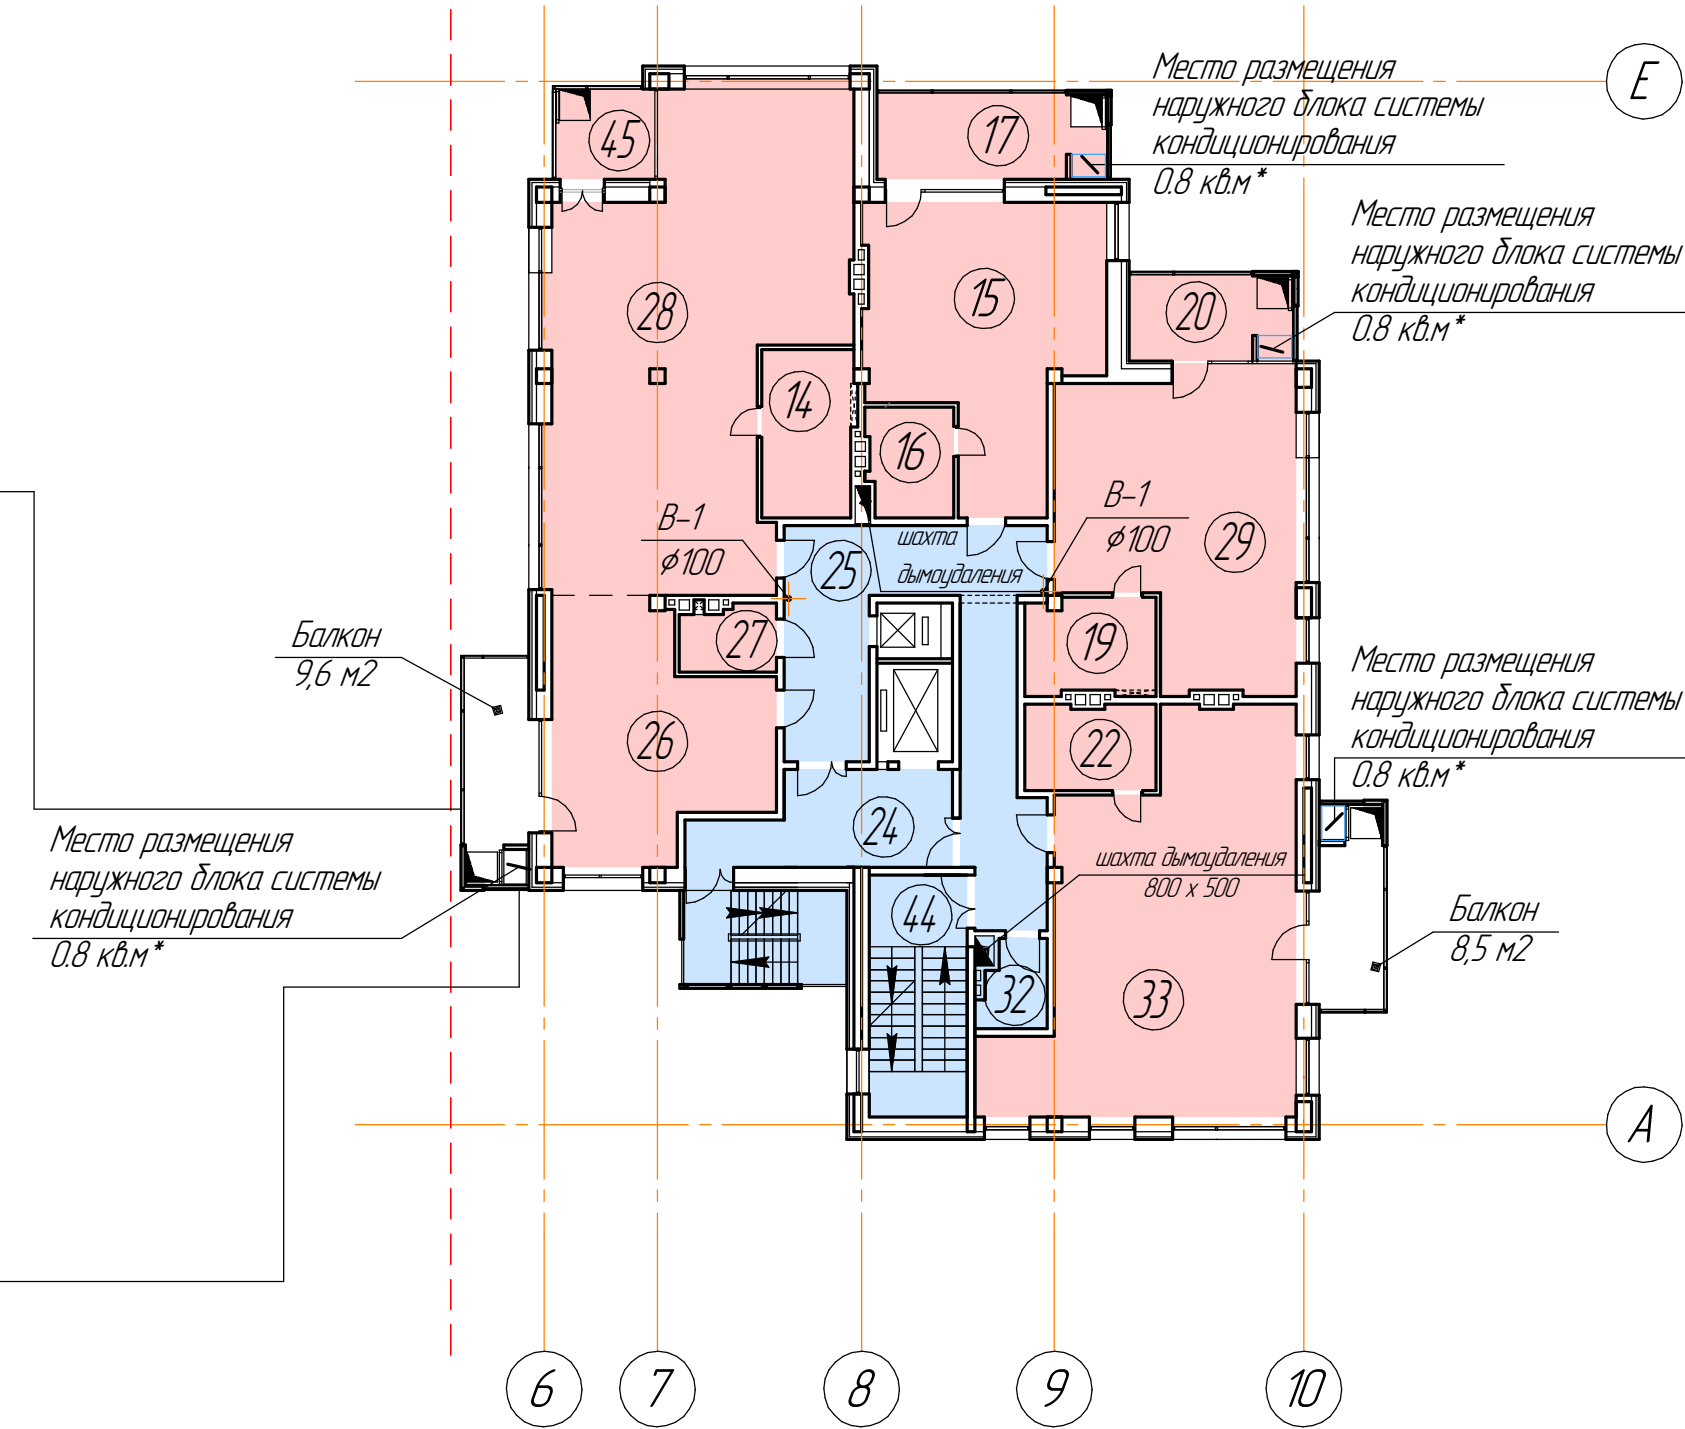 Место размещения
наружного блока системы
кондиционирования
0.8 кв.м*
Е
45
17
Место размещения
наружного блока системы
кондиционирования
0.8 кв.м*
28
15
20
14
16
В-1
⌀100
В-1
⌀100
29
25
шахта
дымоудаления
27
19
Балкон
9,6 м2
26
22
Место размещения
наружного блока системы
кондиционирования
0.8 кв.м*
24
Место размещения
наружного блока системы
кондиционирования
0.8 кв.м*
шахта дымоудаления
800 х 500
44
Балкон
8,5 м2
32
33
А
6
7
8
9
10